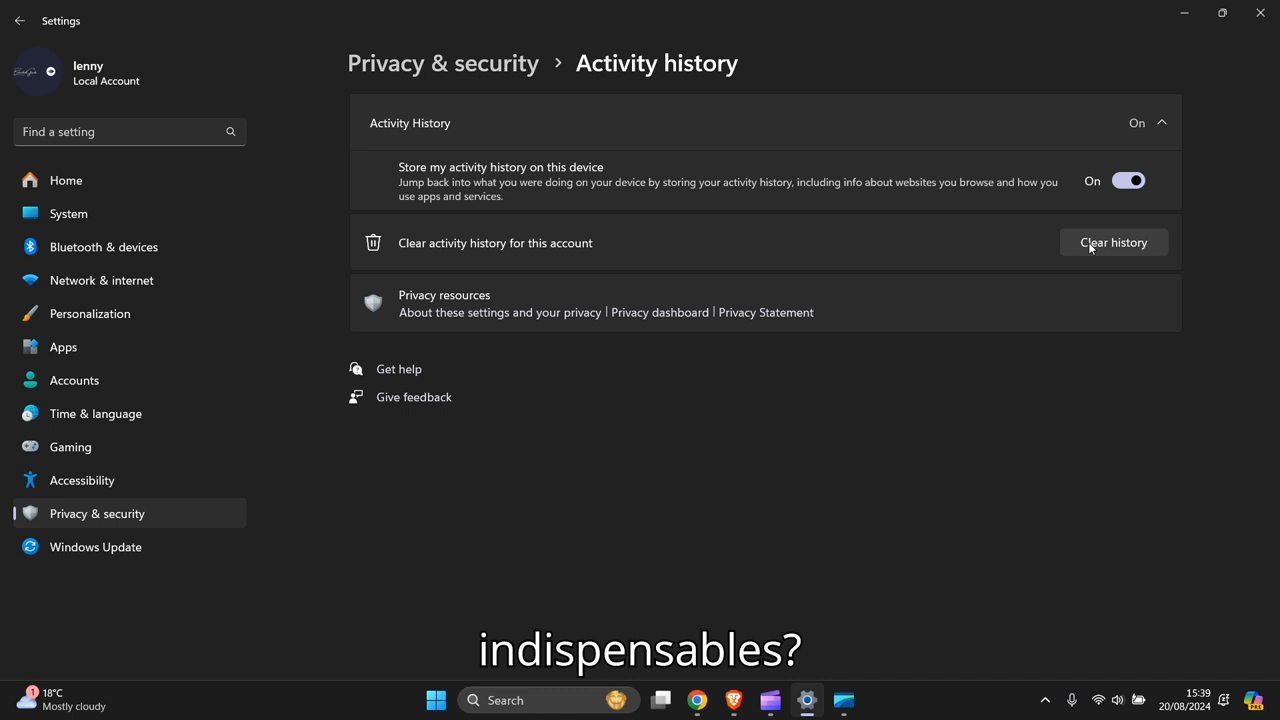 Settings
lenny
Local Account
Find a setting
Home
System
Bluetooth & devices
Network & internet
Personalization
Apps
Accounts
Time & language
Gaming
Accessibility
Privacy & security
Windows Update
Privacy & security > Activity history
Activity History
On
Store my activity history on this device
Jump back into what you were doing on your device by storing your activity history, including info about websites you browse and how you
use apps and services.
On
Clear activity history for this account
Clear history
Privacy resources
About these settings and your privacy | Privacy dashboard | Privacy Statement
Get help
Give feedback
indispensables?
1
18°C
Mostly cloudy
Search
15:39
20/08/2024
PRE